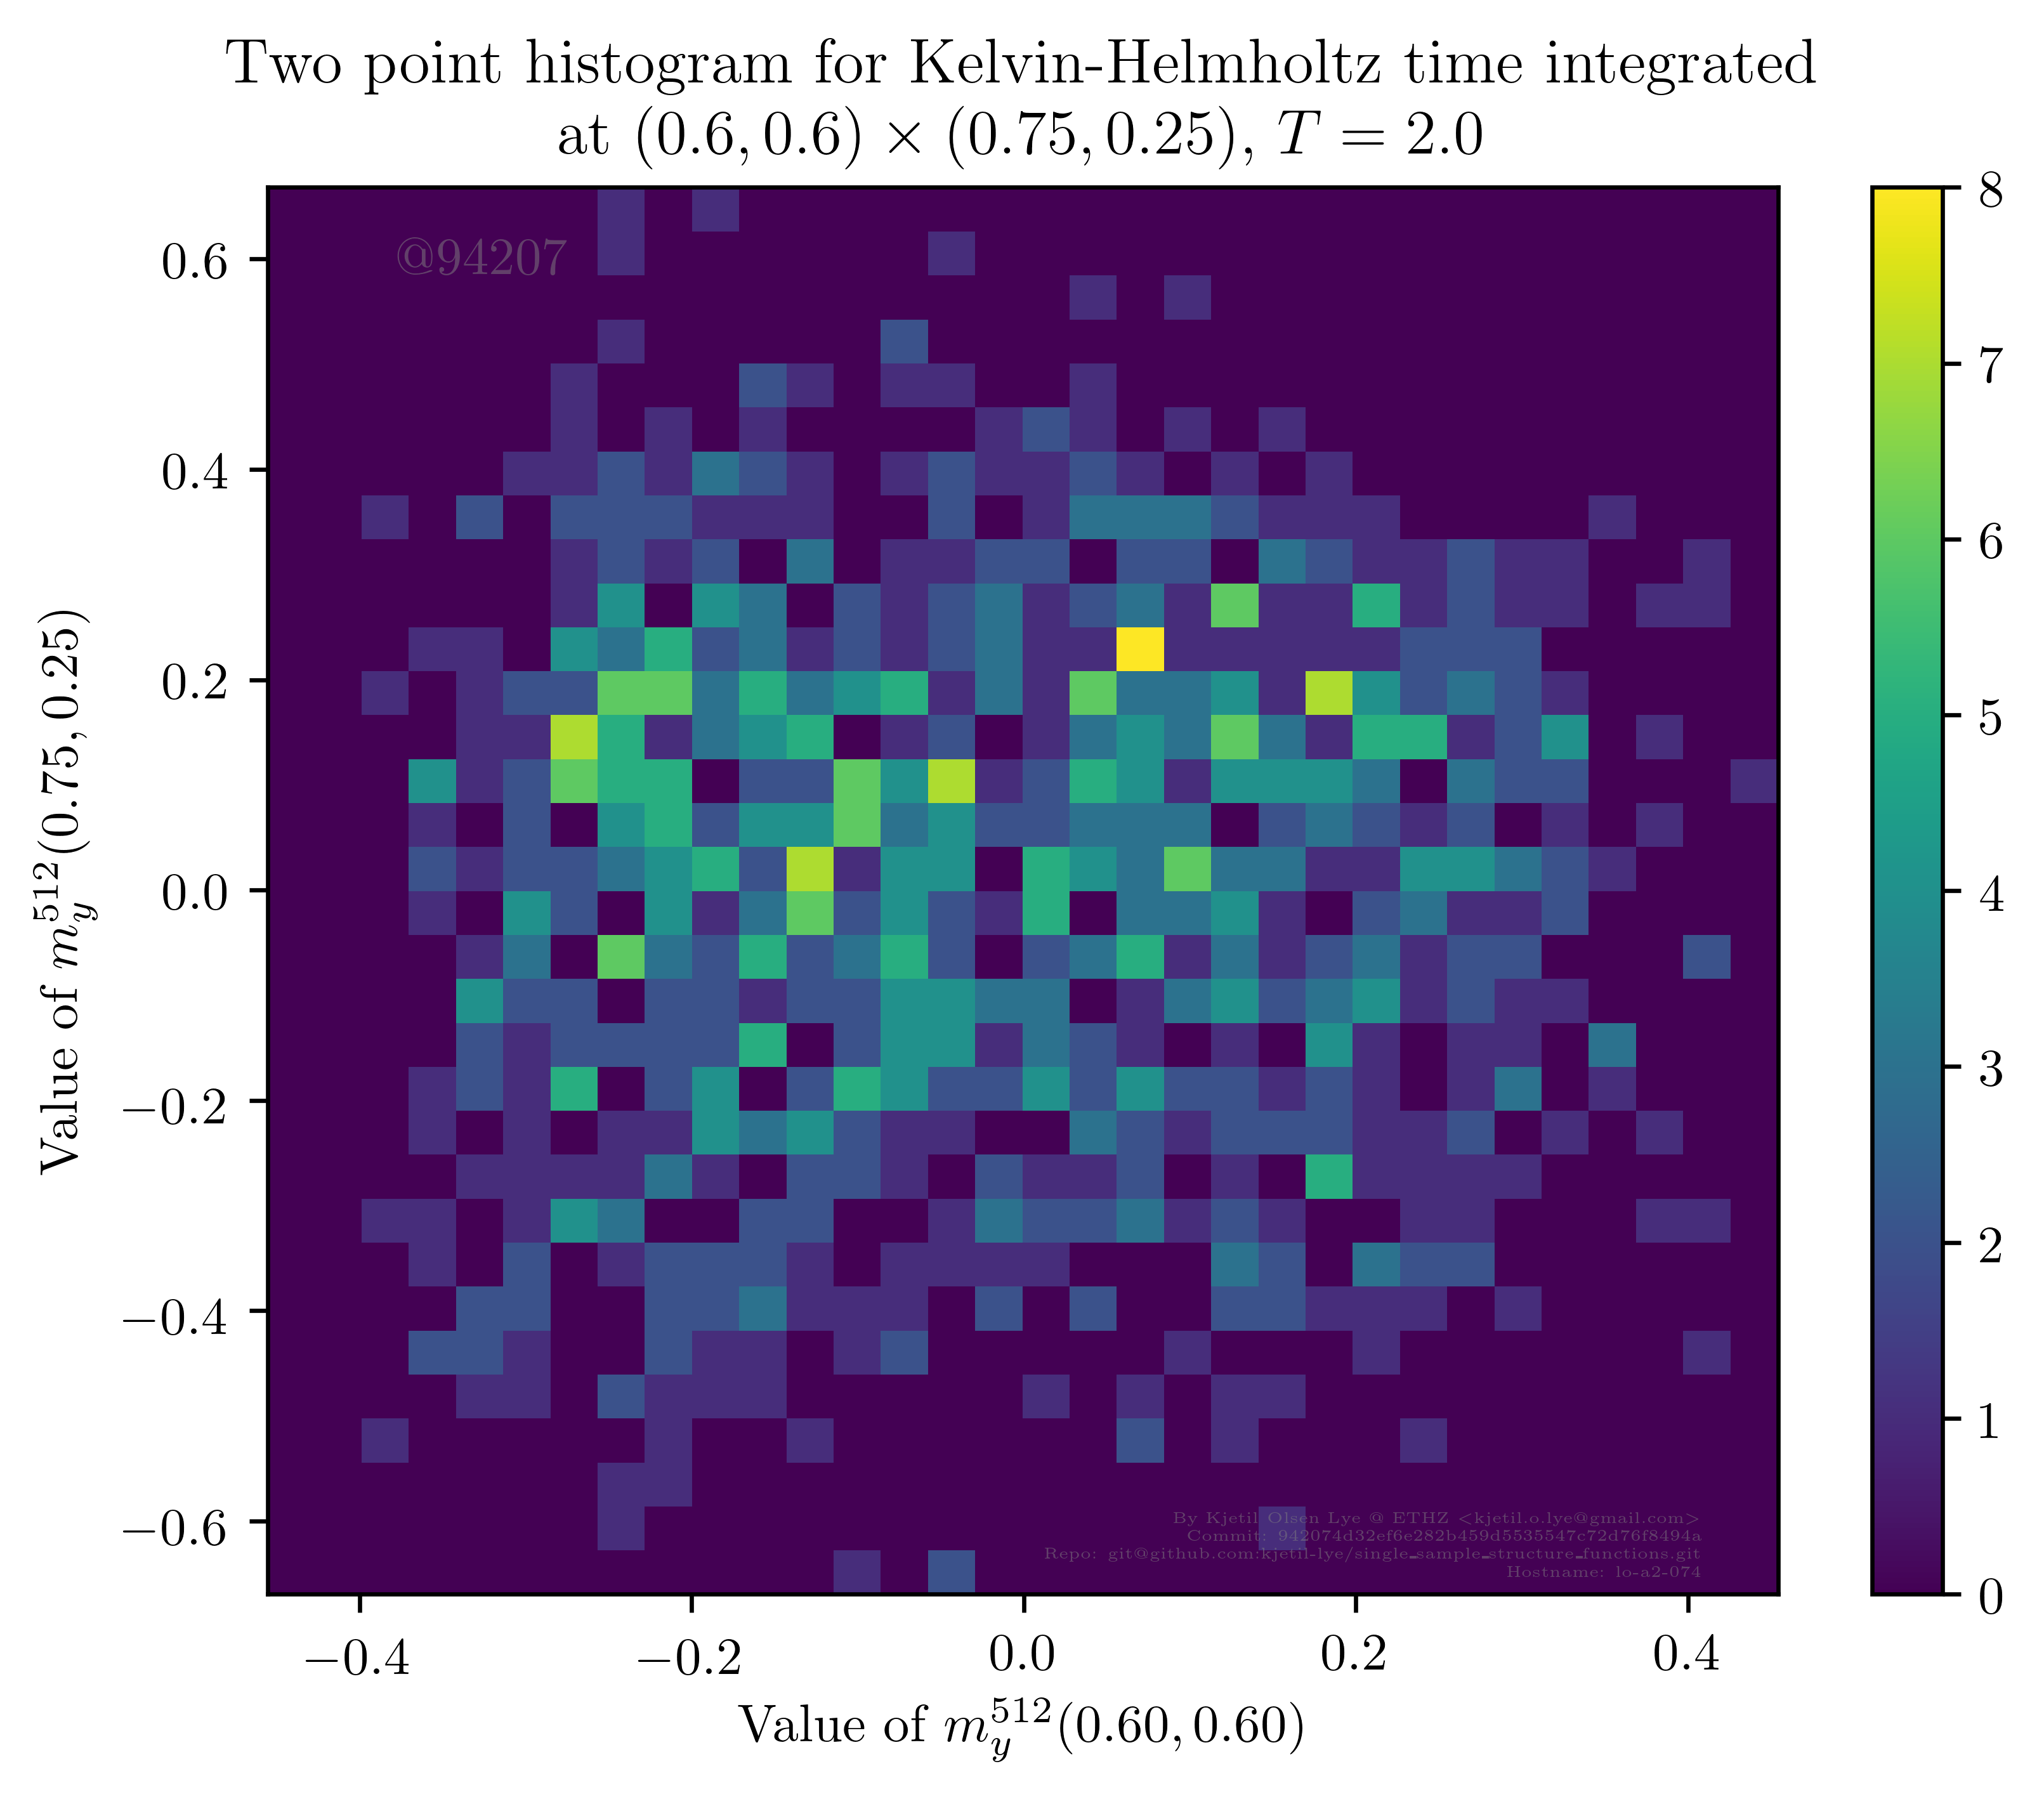 Two point histogram for Kelvin-Helmholtz time integrated
at (0.6, 0.6) × (0.75, 0.25), T = 2.0
@94207
8
7
6
5
4
3
2
1
0
0.6
0.4
0.2
0.0
−0.2
−0.4
−0.6
Value of m_y^{512}(0.75, 0.25)
By Kjetil Olsen Lye @ ETHZ <kjetil.o.lye@gmail.com>
Commit: 942074d32ef6e282b459d5535547c72d76f8494a
Repo: git@github.com:kjetil-lye/single_sample_structure_functions.git
Hostname: lo-a2-074
−0.4 −0.2 0.0 0.2 0.4
Value of m_y^{512}(0.60, 0.60)